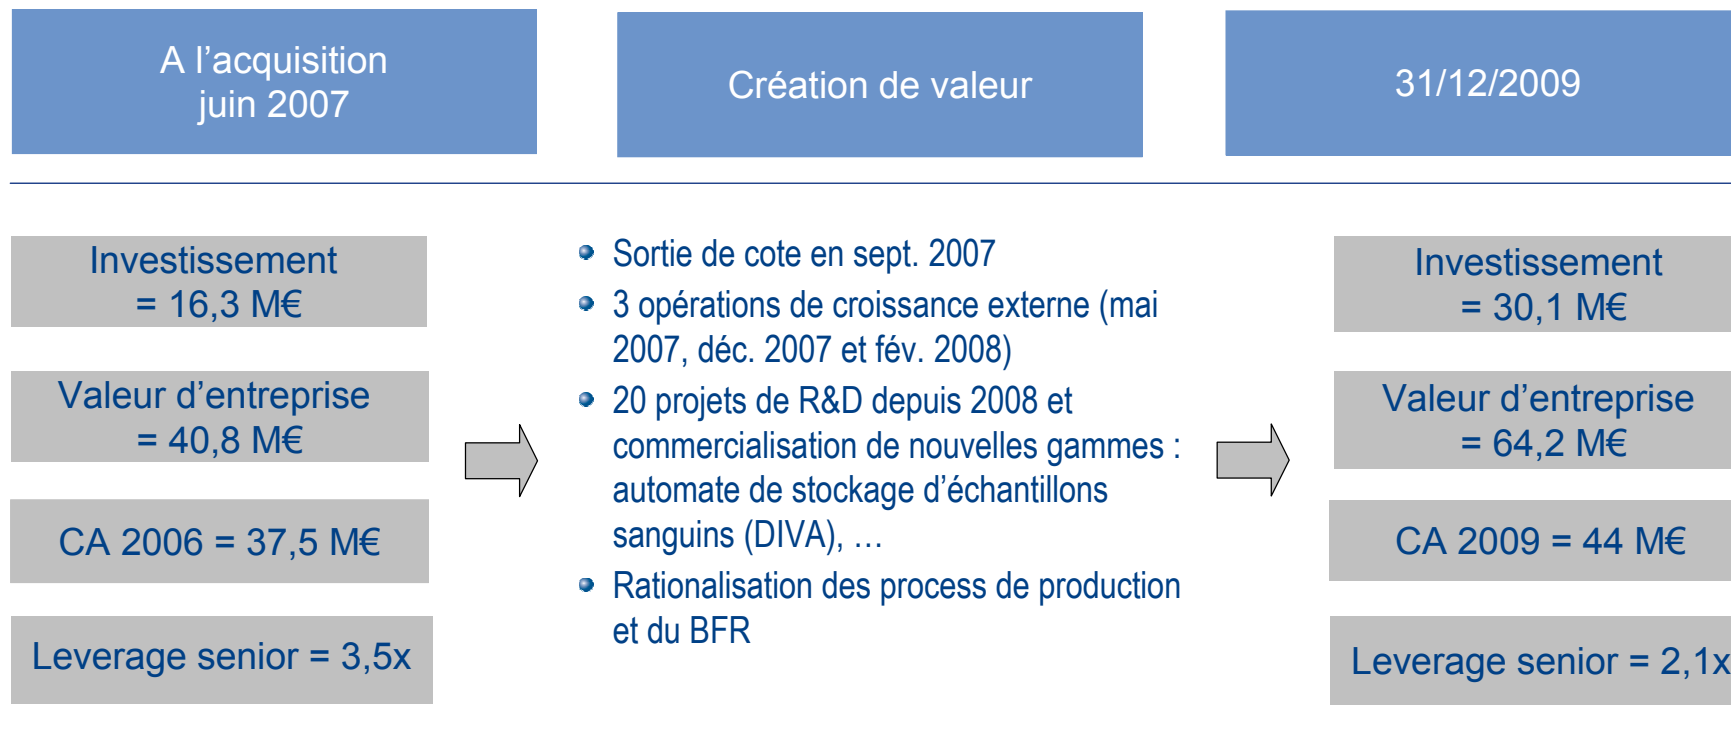 A l’acquisition
juin 2007
Création de valeur
31/12/2009
Investissement
= 16,3 M€
Valeur d’entreprise
= 40,8 M€
CA 2006 = 37,5 M€
Leverage senior = 3,5x
Sortie de cote en sept. 2007
3 opérations de croissance externe (mai
2007, déc. 2007 et fév. 2008)
20 projets de R&D depuis 2008 et
commercialisation de nouvelles gammes :
automate de stockage d’échantillons
sanguins (DIVA), …
Rationalisation des process de production
et du BFR
Investissement
= 30,1 M€
Valeur d’entreprise
= 64,2 M€
CA 2009 = 44 M€
Leverage senior = 2,1x